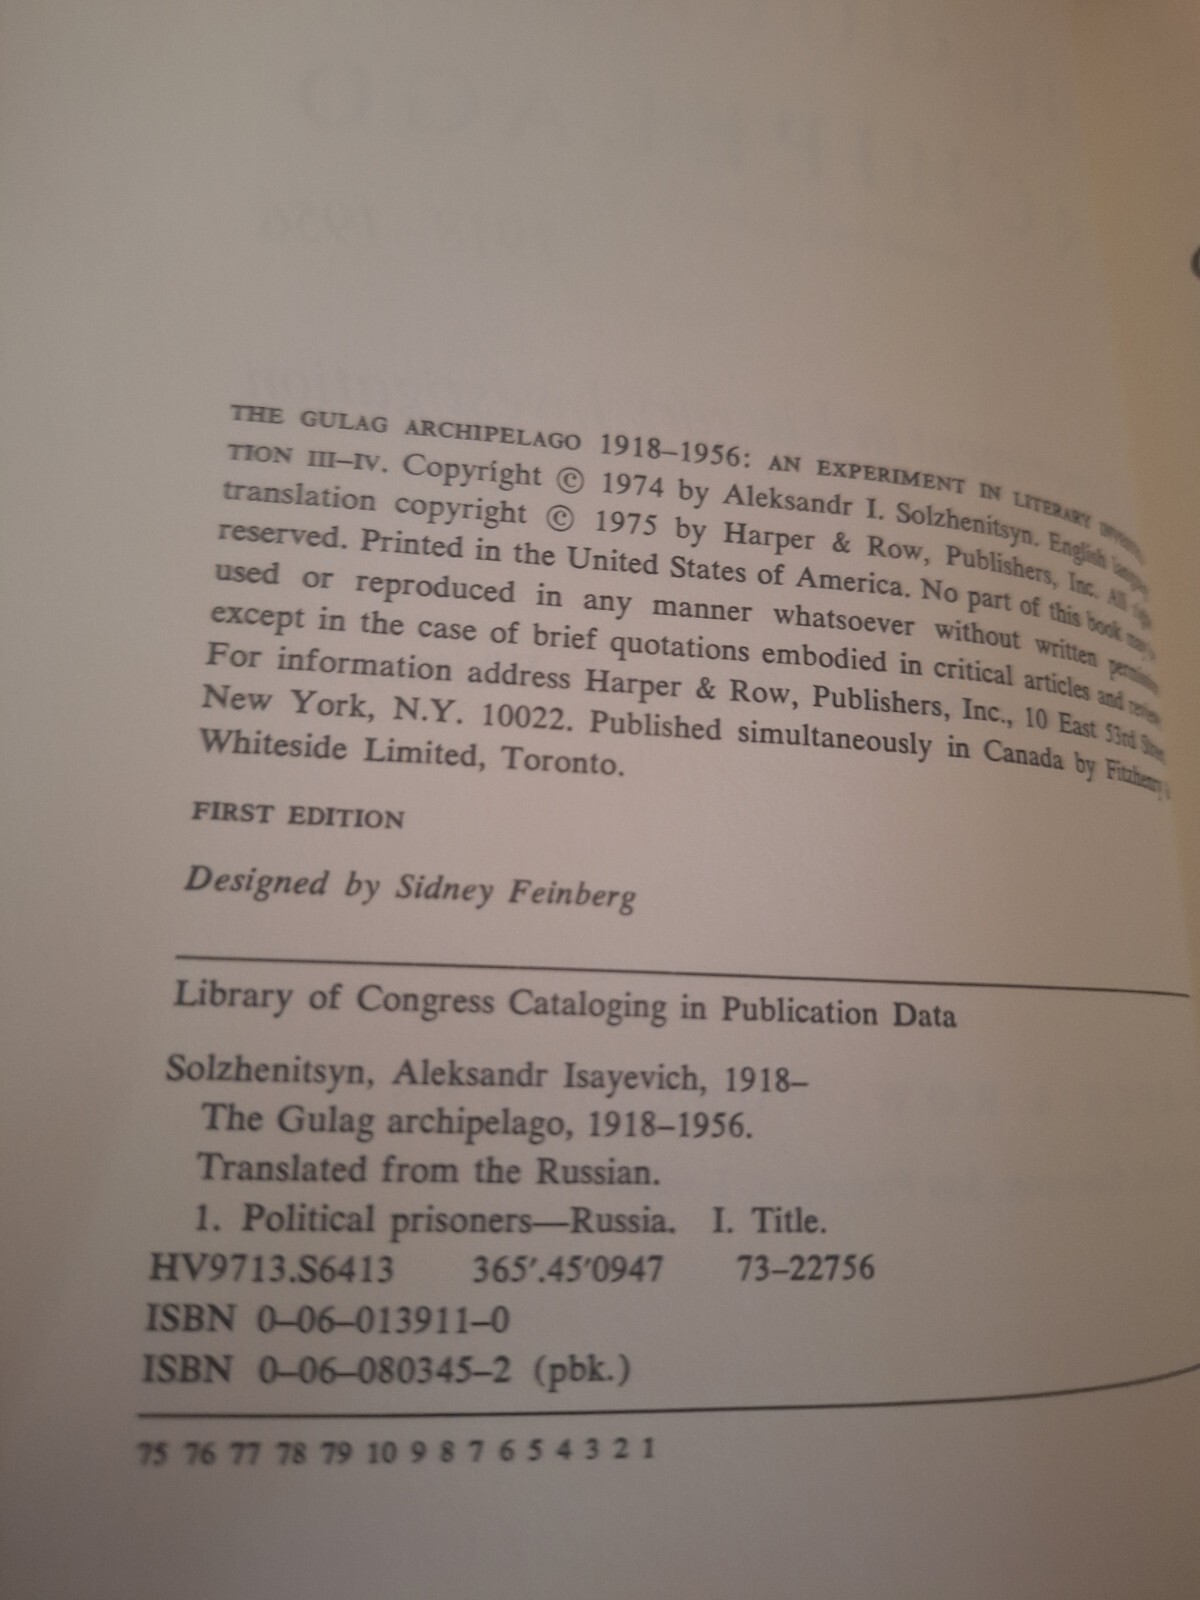 THE GULAG ARCHIPELAGO 1918–1956: AN EXPERIMENT IN LITERARY
TION III–IV. Copyright © 1974 by Aleksandr I. Solzhenitsyn. English
translation copyright © 1975 by Harper & Row, Publishers, Inc. All
reserved. Printed in the United States of America. No part of this book
used or reproduced in any manner whatsoever without written
except in the case of brief quotations embodied in critical articles and
For information address Harper & Row, Publishers, Inc., 10 East 53rd
New York, N.Y. 10022. Published simultaneously in Canada by Fitzhenry
Whiteside Limited, Toronto.
FIRST EDITION
Designed by Sidney Feinberg
Library of Congress Cataloging in Publication Data
Solzhenitsyn, Aleksandr Isayevich, 1918–
The Gulag archipelago, 1918–1956.
Translated from the Russian.
1. Political prisoners—Russia. I. Title.
HV9713.S6413 365′.45′0947 73–22756
ISBN 0–06–013911–0
ISBN 0–06–080345–2 (pbk.)
75 76 77 78 79 10 9 8 7 6 5 4 3 2 1